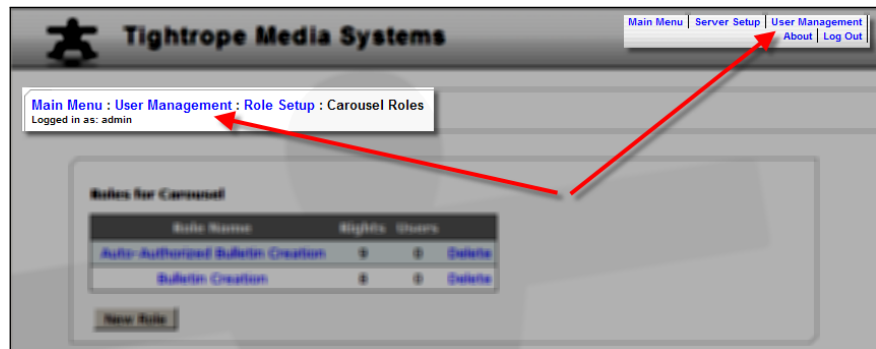 Tightrope Media Systems
Main Menu | Server Setup | User Management
About | Log Out
Main Menu : User Management : Role Setup : Carousel Roles
Logged in as: admin
Roles for Carousel
Role Name Rights Users
Auto-Authorized Bulletin Creation 9 0 Delete
Bulletin Creation 8 0 Delete
New Role